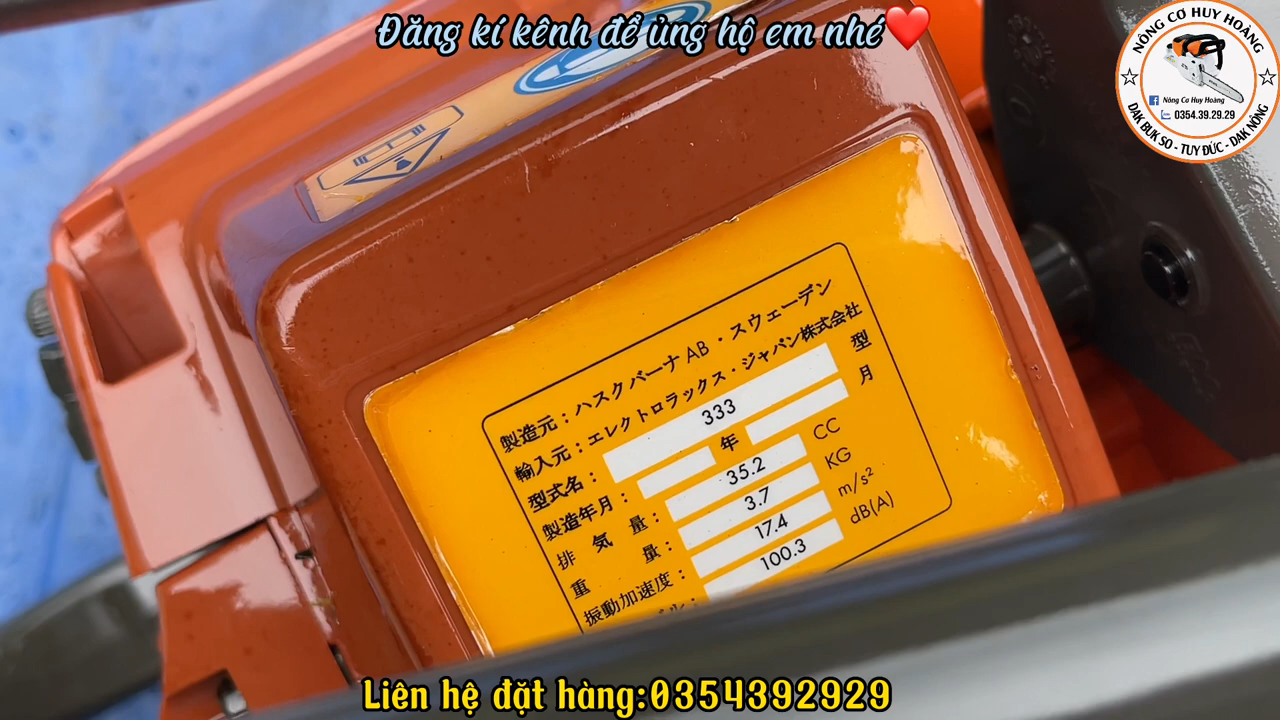 Đăng kí kênh để ủng hộ em nhé
NÔNG CƠ HUY HOÀNG
Nông Cơ Huy Hoàng
0354.39.29.29
DAK BUK SO - TUY ĐỨC - DAK NÔNG
製造元：ハスクバーナ AB・スウェーデン
輸入元：エレクトロラックス・ジャパン株式会社
型式名： 333 型
製造年月： 年 月
排気量： 35.2 CC
重量： 3.7 KG
振動加速度： 17.4 m/s²
100.3 dB(A)
Liên hệ đặt hàng:0354392929